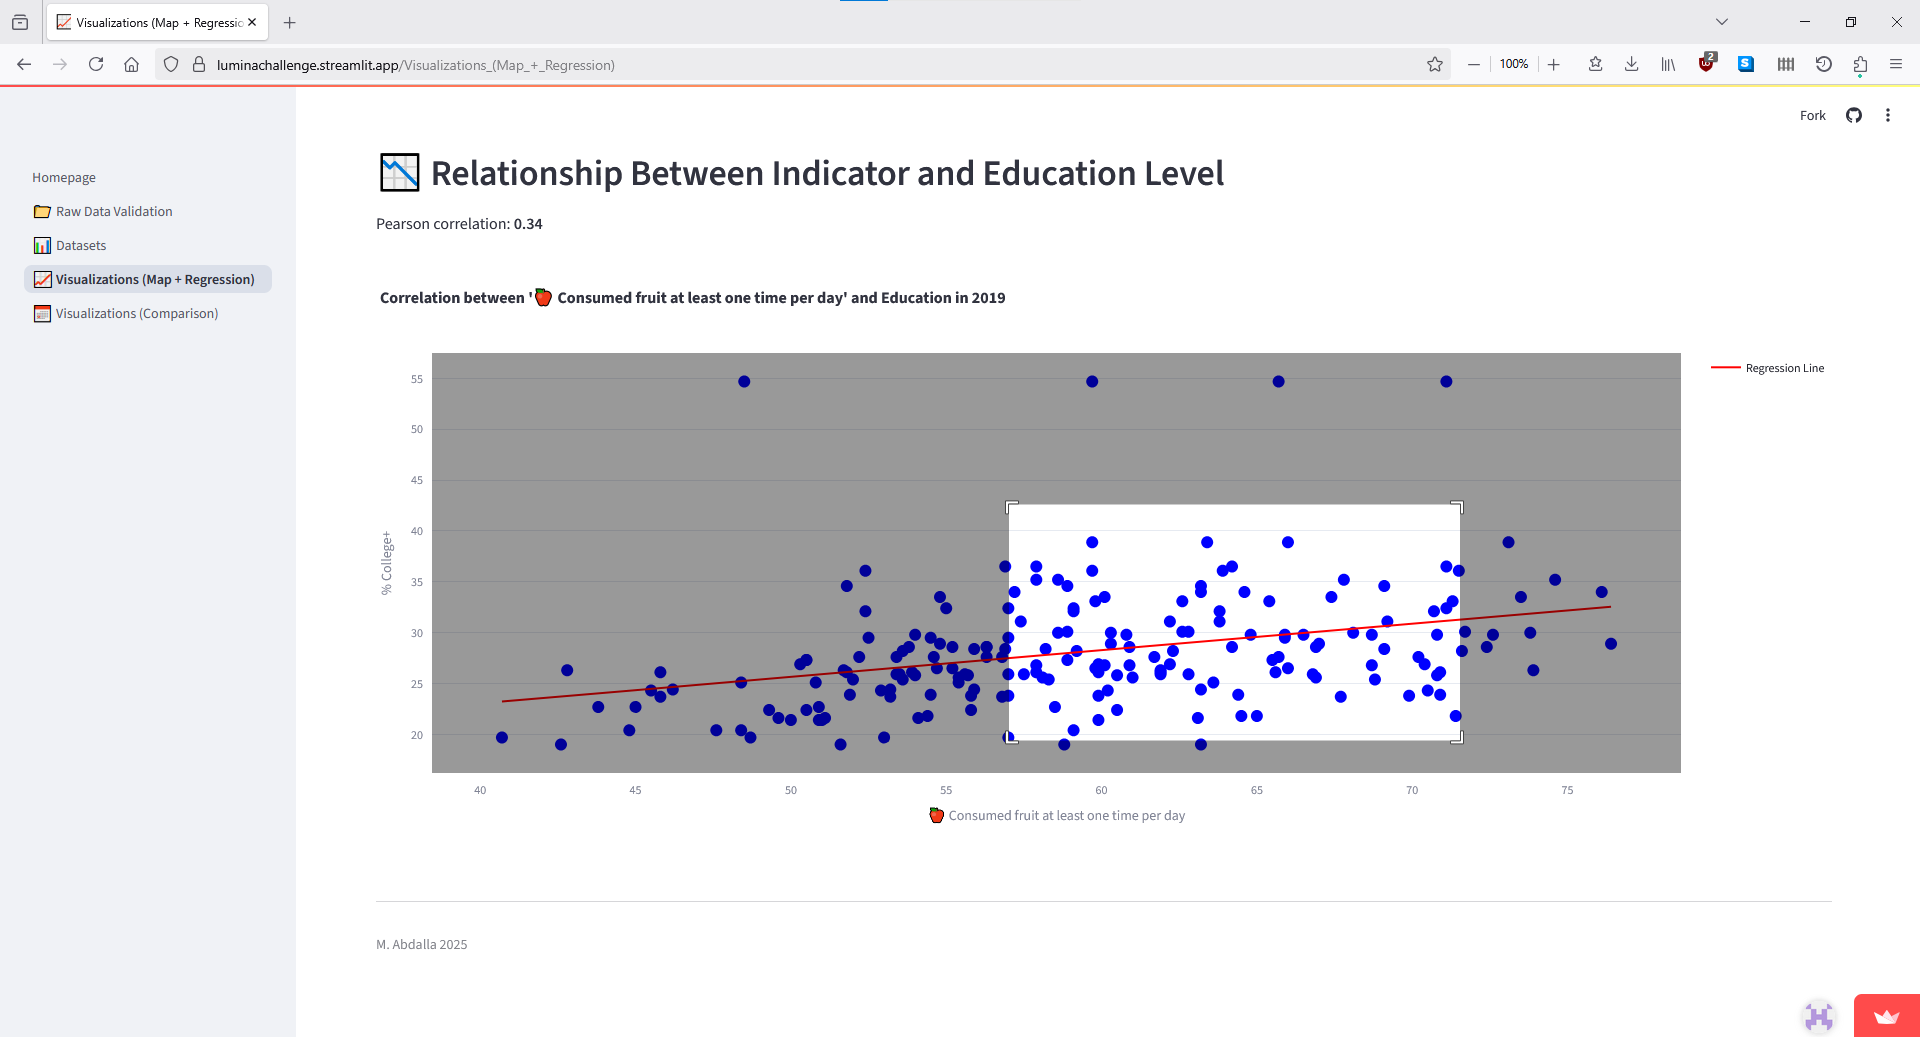 Visualizations (Map + Regressio
luminachallenge.streamlit.app/Visualizations_(Map_+_Regression)
100%
2
Fork
Homepage
Raw Data Validation
Datasets
Visualizations (Map + Regression)
Visualizations (Comparison)
Relationship Between Indicator and Education Level
Pearson correlation: 0.34
Correlation between '🍎 Consumed fruit at least one time per day' and Education in 2019
Regression Line
55
50
45
40
35
30
25
20
% College+
40 45 50 55 60 65 70 75
🍎 Consumed fruit at least one time per day
M. Abdalla 2025